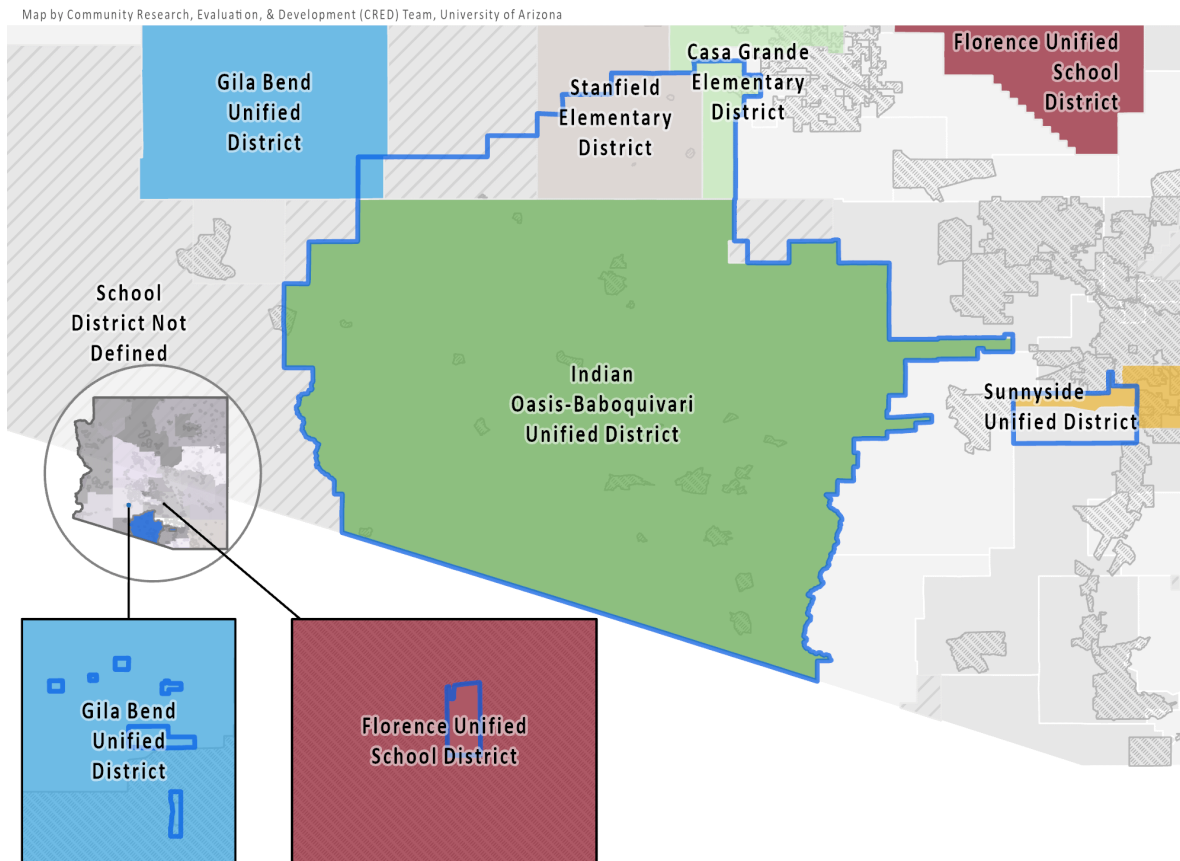 Map by Community Research, Evaluation, & Development (CRED) Team, University of Arizona
Gila Bend
Unified
District
Stanfield
Elementary
District
Casa Grande
Elementary
District
Florence Unified
School
District
School
District Not
Defined
Indian
Oasis-Baboquivari
Unified District
Sunnyside
Unified District
Gila Bend
Unified
District
Florence Unified
School District